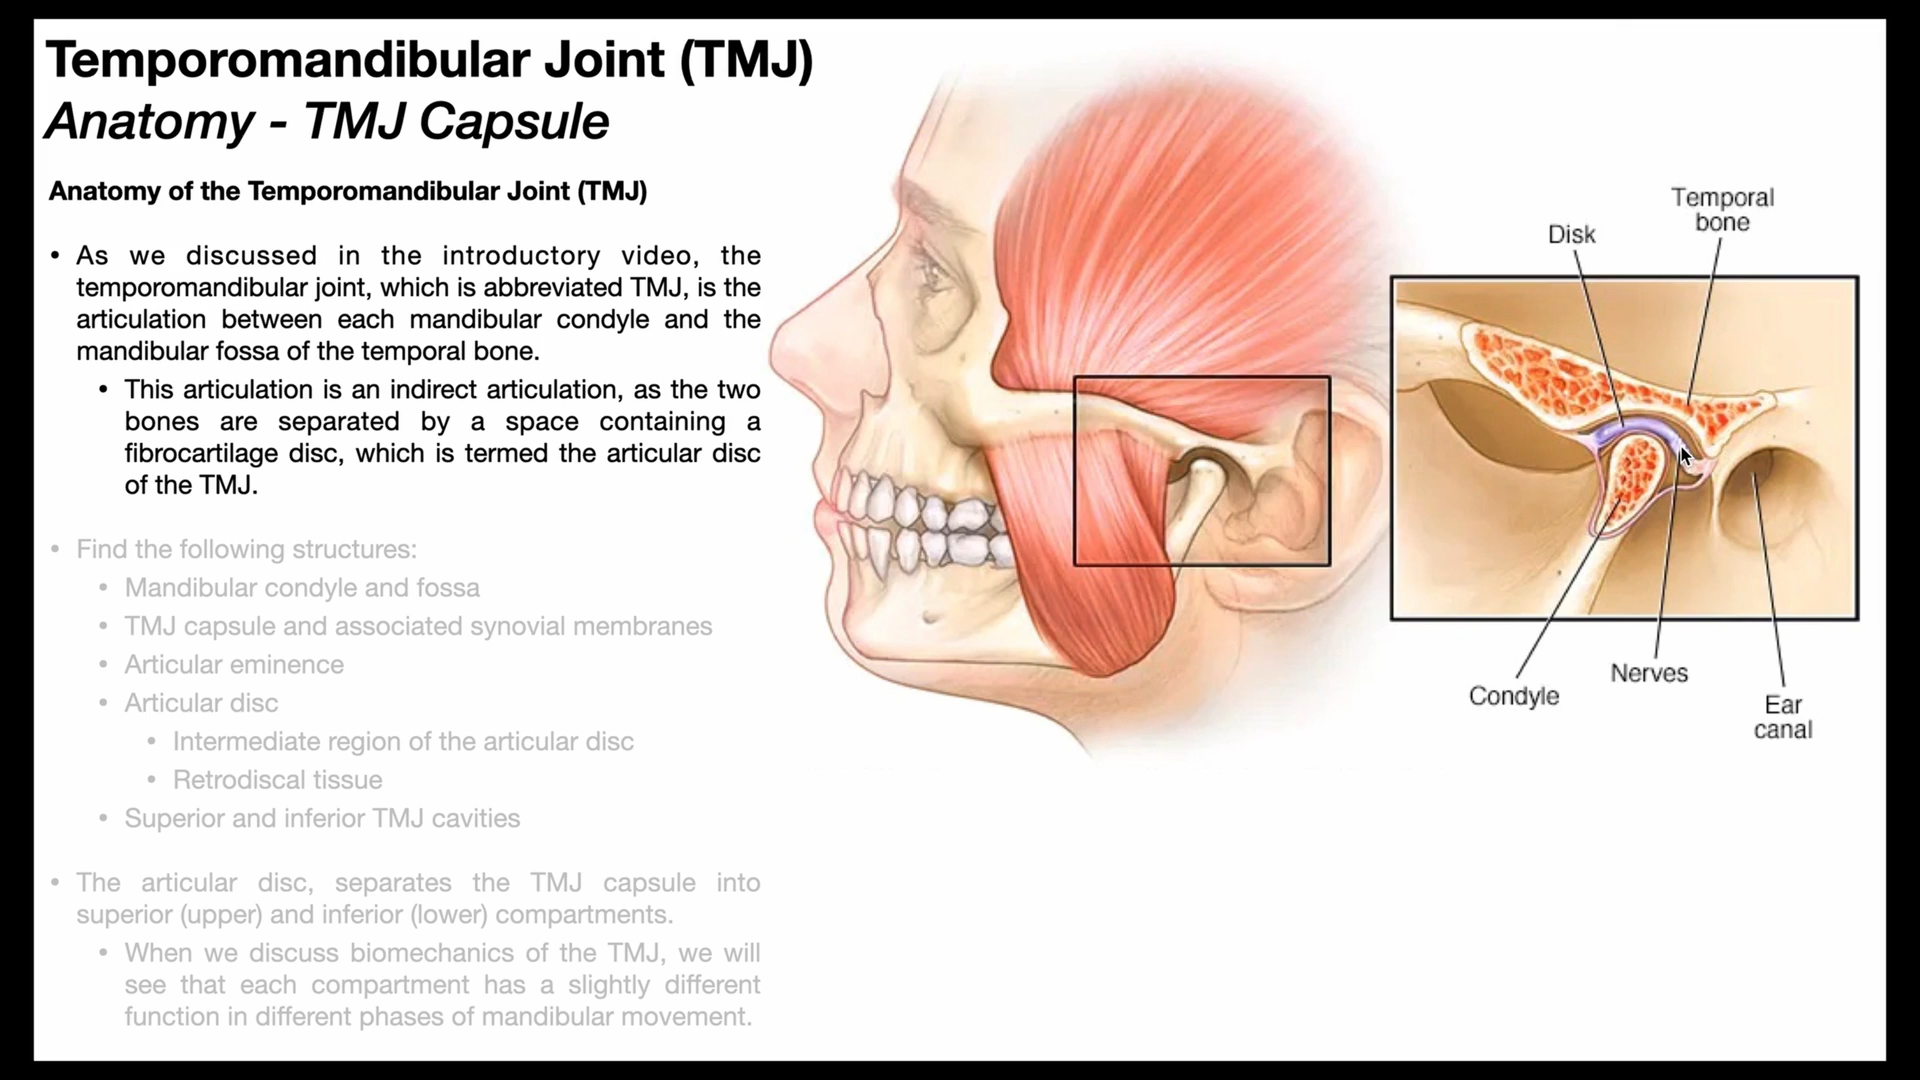 Temporomandibular Joint (TMJ)
Anatomy - TMJ Capsule
Anatomy of the Temporomandibular Joint (TMJ)
• As we discussed in the introductory video, the
temporomandibular joint, which is abbreviated TMJ, is the
articulation between each mandibular condyle and the
mandibular fossa of the temporal bone.
• This articulation is an indirect articulation, as the two
bones are separated by a space containing a
fibrocartilage disc, which is termed the articular disc
of the TMJ.
• Find the following structures:
• Mandibular condyle and fossa
• TMJ capsule and associated synovial membranes
• Articular eminence
• Articular disc
• Intermediate region of the articular disc
• Retrodiscal tissue
• Superior and inferior TMJ cavities
• The articular disc, separates the TMJ capsule into
superior (upper) and inferior (lower) compartments.
• When we discuss biomechanics of the TMJ, we will
see that each compartment has a slightly different
function in different phases of mandibular movement.
Temporal
bone
Disk
Nerves
Condyle
Ear
canal